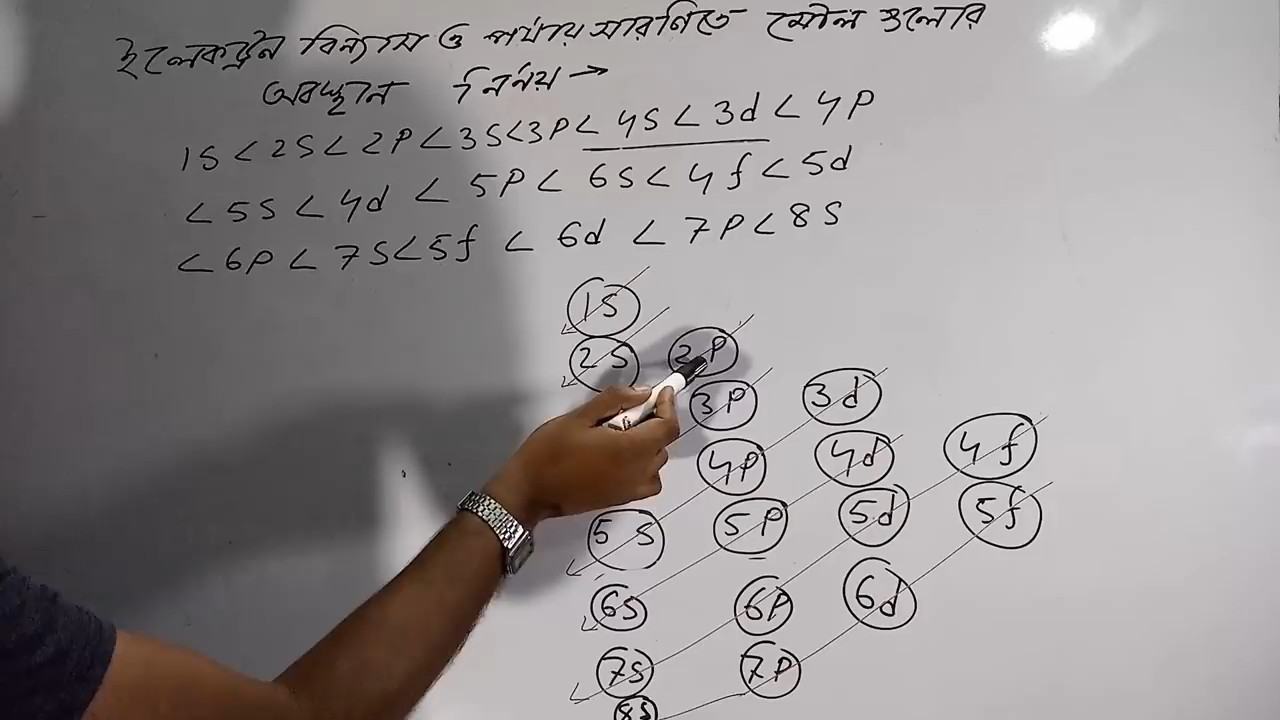 ইলেকট্রন বিন্যাস ও পর্যায় সারণিতে মৌল গুলোর
অবস্থান নির্নয় →
1S < 2S < 2P < 3S < 3P < 4S < 3d < 4P
< 5S < 4d < 5P < 6S < 4f < 5d
< 6P < 7S < 5f < 6d < 7P < 8S
1S
2S 2P
3P 3d
4P 4d 4f
5S 5P 5d 5f
6S 6P 6d
7S 7P
8S